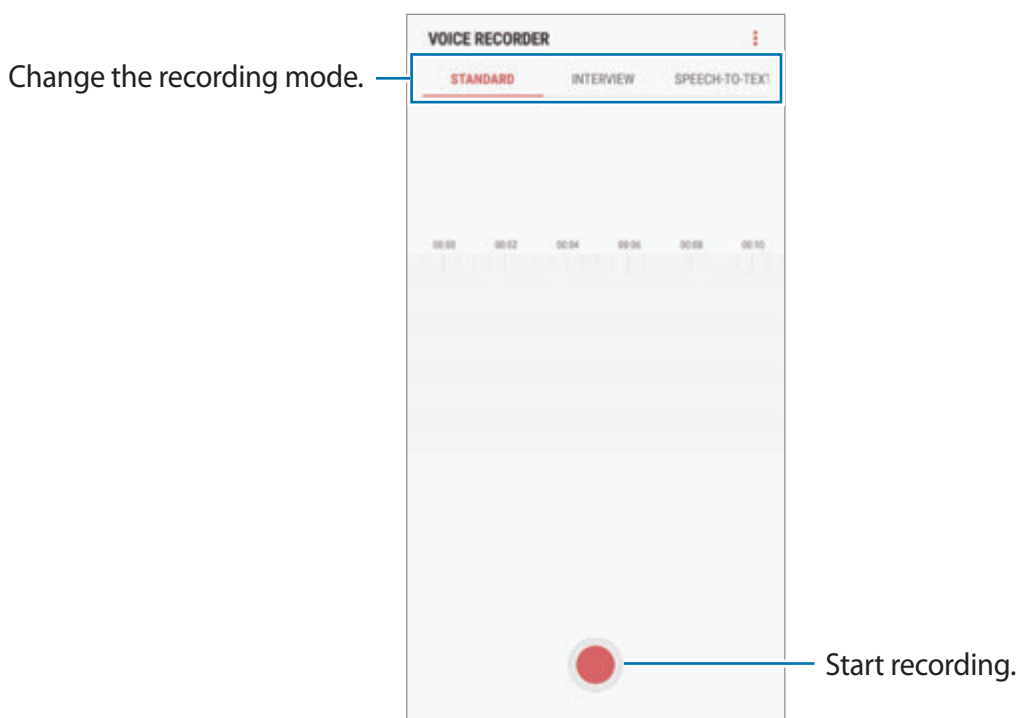 VOICE RECORDER
Change the recording mode.
STANDARD INTERVIEW SPEECH-TO-TEXT
00:00 00:02 00:04 00:06 00:08 00:10
Start recording.